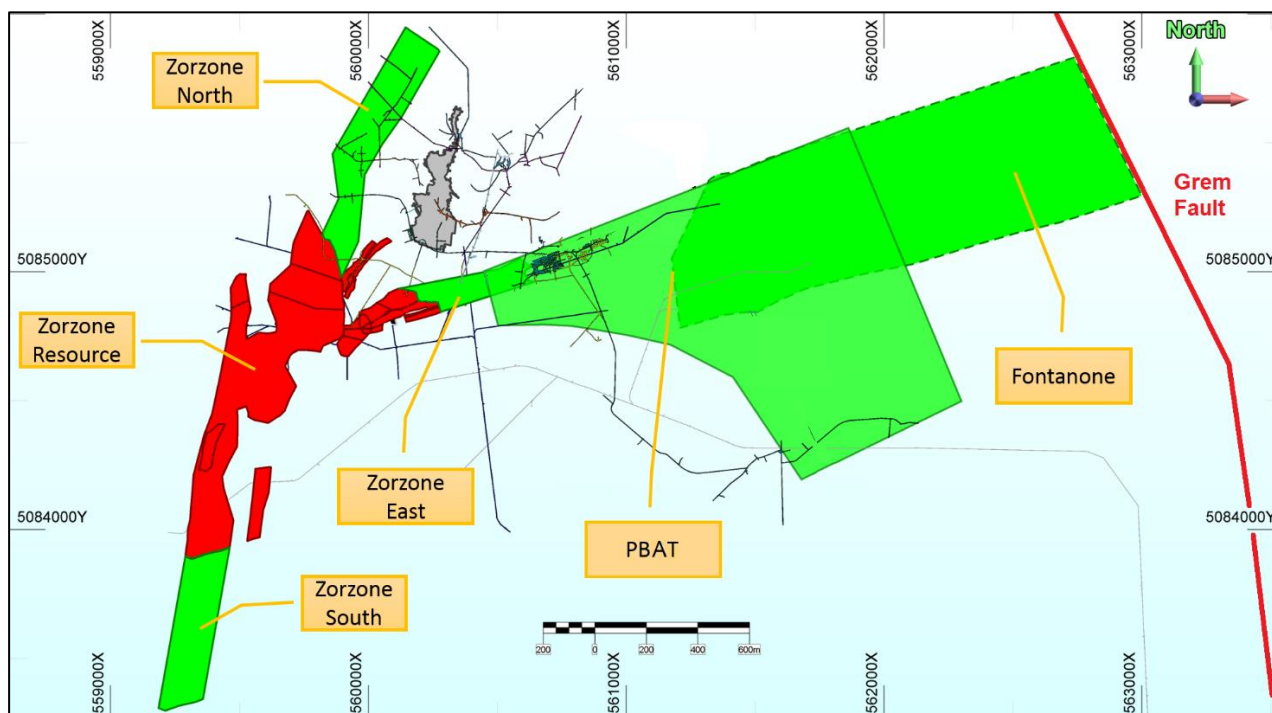 559000X
560000X
561000X
562000X
563000X
North
Zorzone
North
Grem
Fault
5085000Y
5085000Y
Zorzone
Resource
Fontanone
Zorzone
East
PBAT
5084000Y
5084000Y
Zorzone
South
200
0
200
400
600m
559000X
560000X
561000X
562000X
563000X